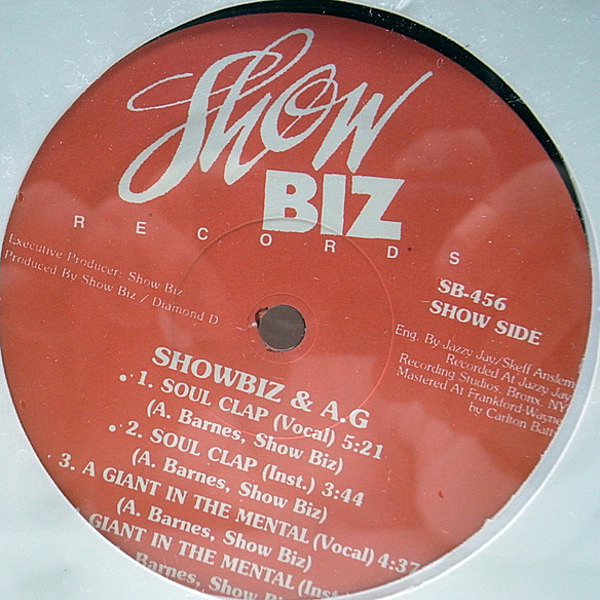 Show
BIZ
RECORDS
Executive Producer: Show Biz
Produced By Show Biz / Diamond D
SB-456
SHOW SIDE
Eng. By Jazzy Jay/Skeff Anslem
Recorded At Jazzy Jay
Recording Studios, Bronx, NY
Mastered At Frankford-Wayne
by Carlton Batt
SHOWBIZ & A.G
1. SOUL CLAP (Vocal) 5:21
(A. Barnes, Show Biz)
2. SOUL CLAP (Inst.) 3:44
(A. Barnes, Show Biz)
3. A GIANT IN THE MENTAL (Vocal) 4:37
(A. Barnes, Show Biz)
GIANT IN THE MENTAL (Inst.
Barnes, Show Biz